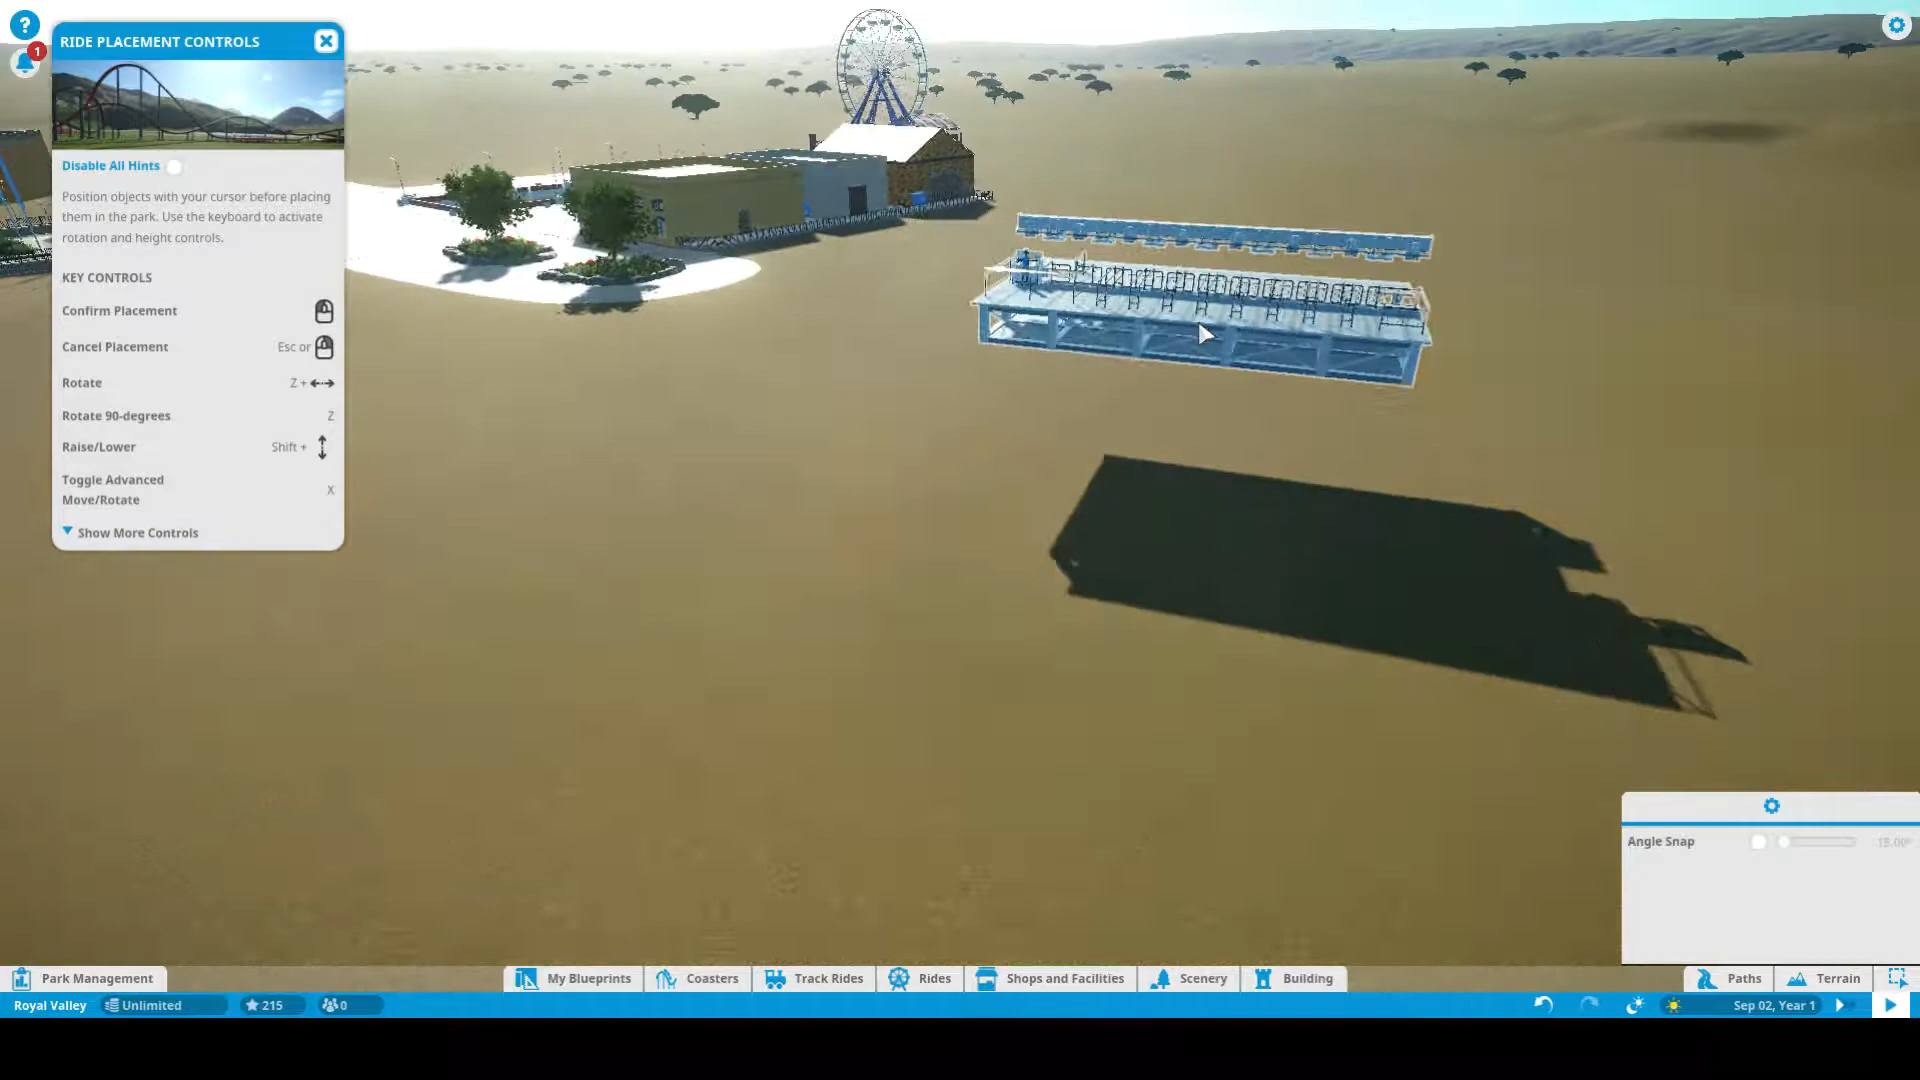 ?
1
RIDE PLACEMENT CONTROLS
Disable All Hints
Position objects with your cursor before placing
them in the park. Use the keyboard to activate
rotation and height controls.
KEY CONTROLS
Confirm Placement
Cancel Placement Esc or
Rotate Z +
Rotate 90-degrees Z
Raise/Lower Shift +
Toggle Advanced
Move/Rotate X
Show More Controls
Angle Snap 15.00°
Park Management
My Blueprints
Coasters
Track Rides
Rides
Shops and Facilities
Scenery
Building
Paths
Terrain
Royal Valley
Unlimited
215
0
Sep 02, Year 1